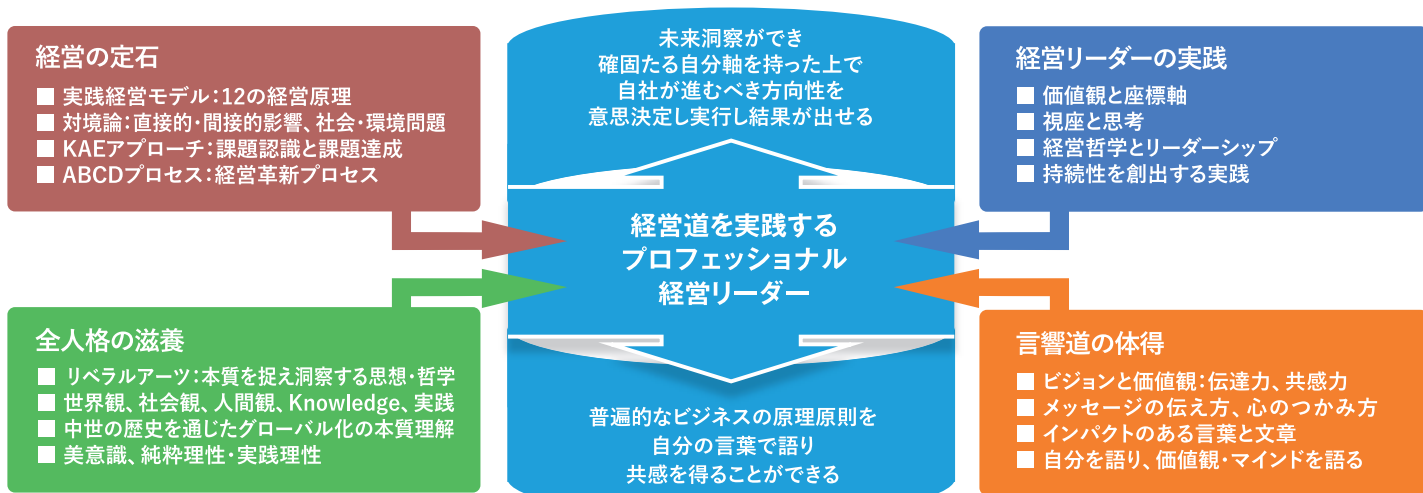 経営の定石
■ 実践経営モデル：12の経営原理
■ 対境論：直接的・間接的影響、社会・環境問題
■ KAEアプローチ：課題認識と課題達成
■ ABCDプロセス：経営革新プロセス
未来洞察ができ
確固たる自分軸を持った上で
自社が進むべき方向性を
意思決定し実行し結果が出せる
経営リーダーの実践
■ 価値観と座標軸
■ 視座と思考
■ 経営哲学とリーダーシップ
■ 持続性を創出する実践
経営道を実践する
プロフェッショナル
経営リーダー
全人格の滋養
■ リベラルアーツ：本質を捉え洞察する思想・哲学
■ 世界観、社会観、人間観、Knowledge、実践
■ 中世の歴史を通じたグローバル化の本質理解
■ 美意識、純粋理性・実践理性
普遍的なビジネスの原理原則を
自分の言葉で語り
共感を得ることができる
言響道の体得
■ ビジョンと価値観：伝達力、共感力
■ メッセージの伝え方、心のつかみ方
■ インパクトのある言葉と文章
■ 自分を語り、価値観・マインドを語る